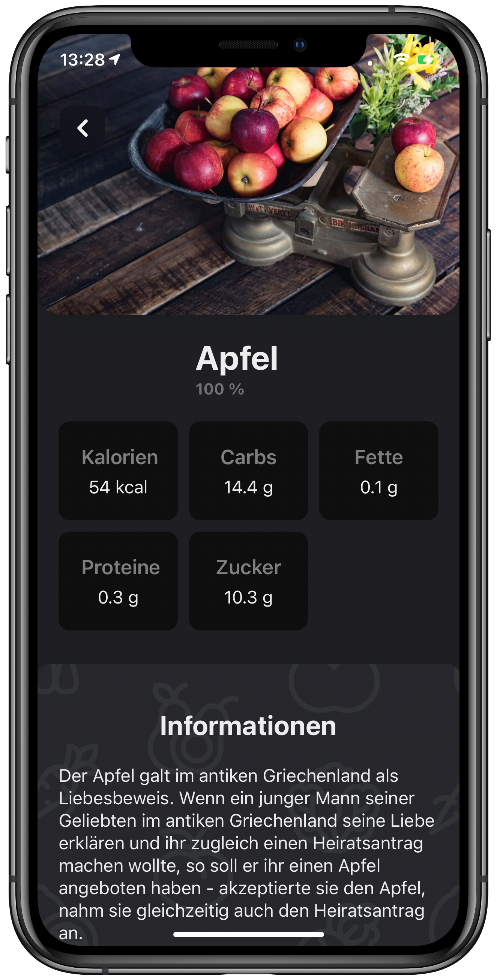 13:28
Apfel
100 %
Kalorien
54 kcal
Carbs
14.4 g
Fette
0.1 g
Proteine
0.3 g
Zucker
10.3 g
Informationen
Der Apfel galt im antiken Griechenland als
Liebesbeweis. Wenn ein junger Mann seiner
Geliebten im antiken Griechenland seine Liebe
erklären und ihr zugleich einen Heiratsantrag
machen wollte, so soll er ihr einen Apfel
angeboten haben - akzeptierte sie den Apfel,
nahm sie gleichzeitig auch den Heiratsantrag
an.